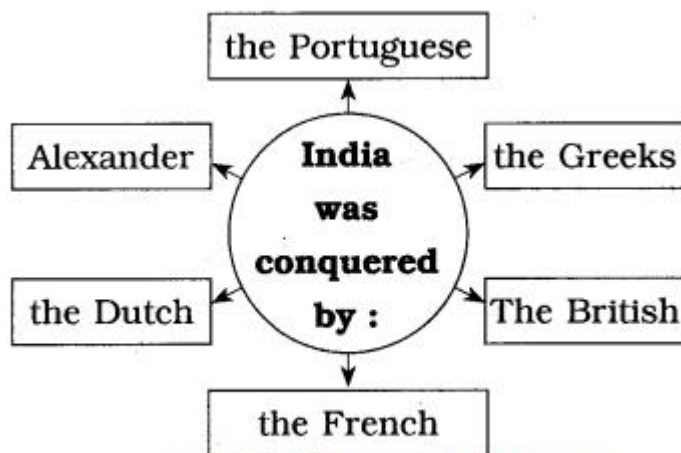 the Portuguese
Alexander
the Greeks
India
was
conquered
by :
the Dutch
The British
the French